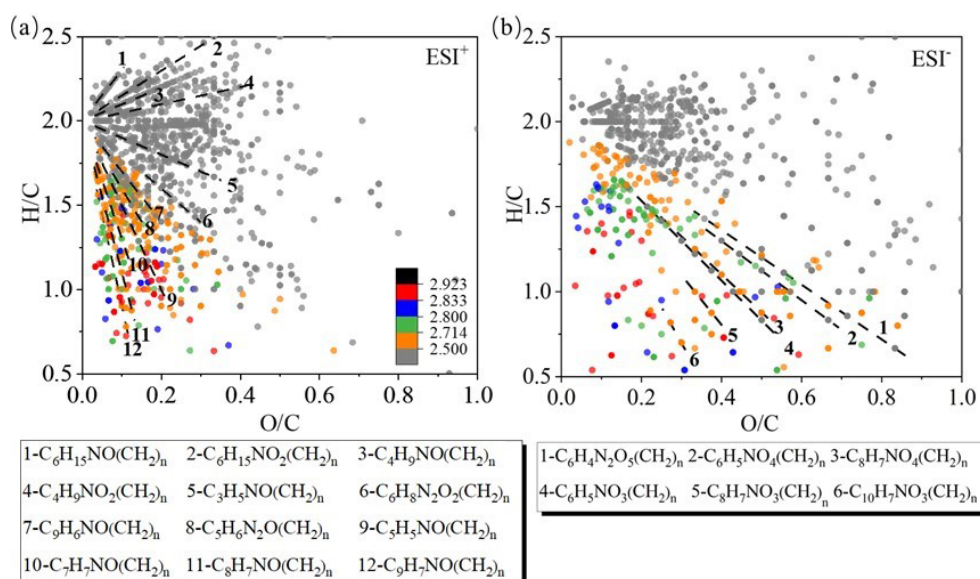 (a)
ESI⁺
2.5
2.0
1.5
1.0
0.5
H/C
0.0 0.2 0.4 0.6 0.8 1.0
O/C
1
2
3
4
5
6
7
8
10
9
11
12
2.923
2.833
2.800
2.714
2.500
(b)
ESI⁻
2.5
2.0
1.5
1.0
0.5
H/C
0.0 0.2 0.4 0.6 0.8 1.0
O/C
1
2
3
4
5
6
1-C₆H₁₅NO(CH₂)ₙ 2-C₆H₁₅NO₂(CH₂)ₙ 3-C₄H₉NO(CH₂)ₙ
4-C₄H₉NO₂(CH₂)ₙ 5-C₃H₅NO(CH₂)ₙ 6-C₆H₈N₂O₂(CH₂)ₙ
7-C₉H₆NO(CH₂)ₙ 8-C₅H₆N₂O(CH₂)ₙ 9-C₅H₅NO(CH₂)ₙ
10-C₇H₇NO(CH₂)ₙ 11-C₈H₇NO(CH₂)ₙ 12-C₉H₇NO(CH₂)ₙ
1-C₆H₄N₂O₅(CH₂)ₙ 2-C₆H₅NO₄(CH₂)ₙ 3-C₈H₇NO₄(CH₂)ₙ
4-C₆H₅NO₃(CH₂)ₙ 5-C₈H₇NO₃(CH₂)ₙ 6-C₁₀H₇NO₃(CH₂)ₙ